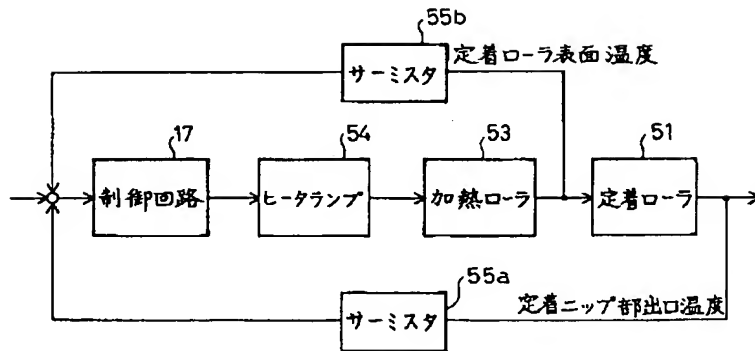 55b
サーミスタ
定着ローラ表面温度
17
54
53
51
制御回路
ヒータランプ
加熱ローラ
定着ローラ
55a
サーミスタ
定着ニップ部出口温度